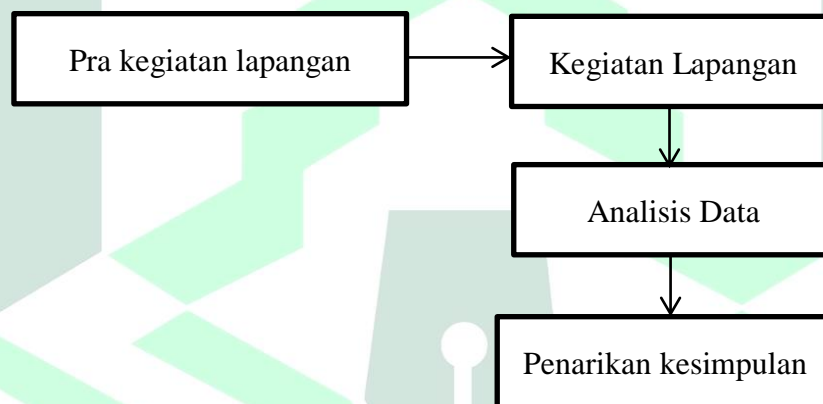 Pra kegiatan lapangan
Kegiatan Lapangan
Analisis Data
Penarikan kesimpulan